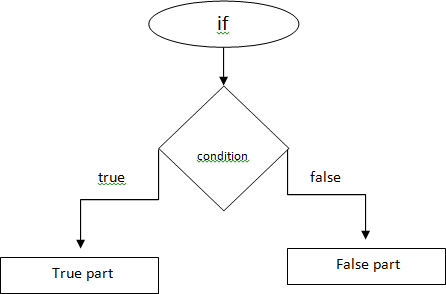 if
condition
true
false
True part
False part